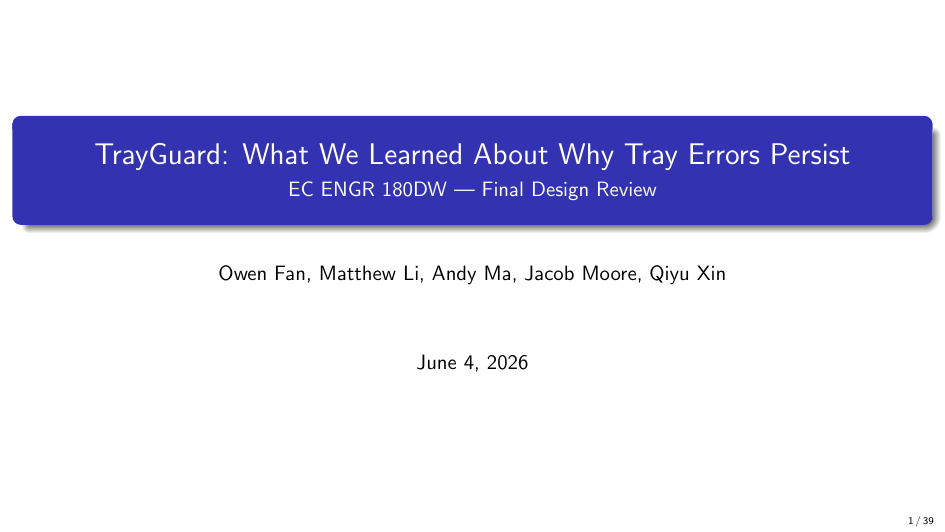 TrayGuard: What We Learned About Why Tray Errors Persist
EC ENGR 180DW — Final Design Review
Owen Fan, Matthew Li, Andy Ma, Jacob Moore, Qiyu Xin
June 4, 2026
1 / 39